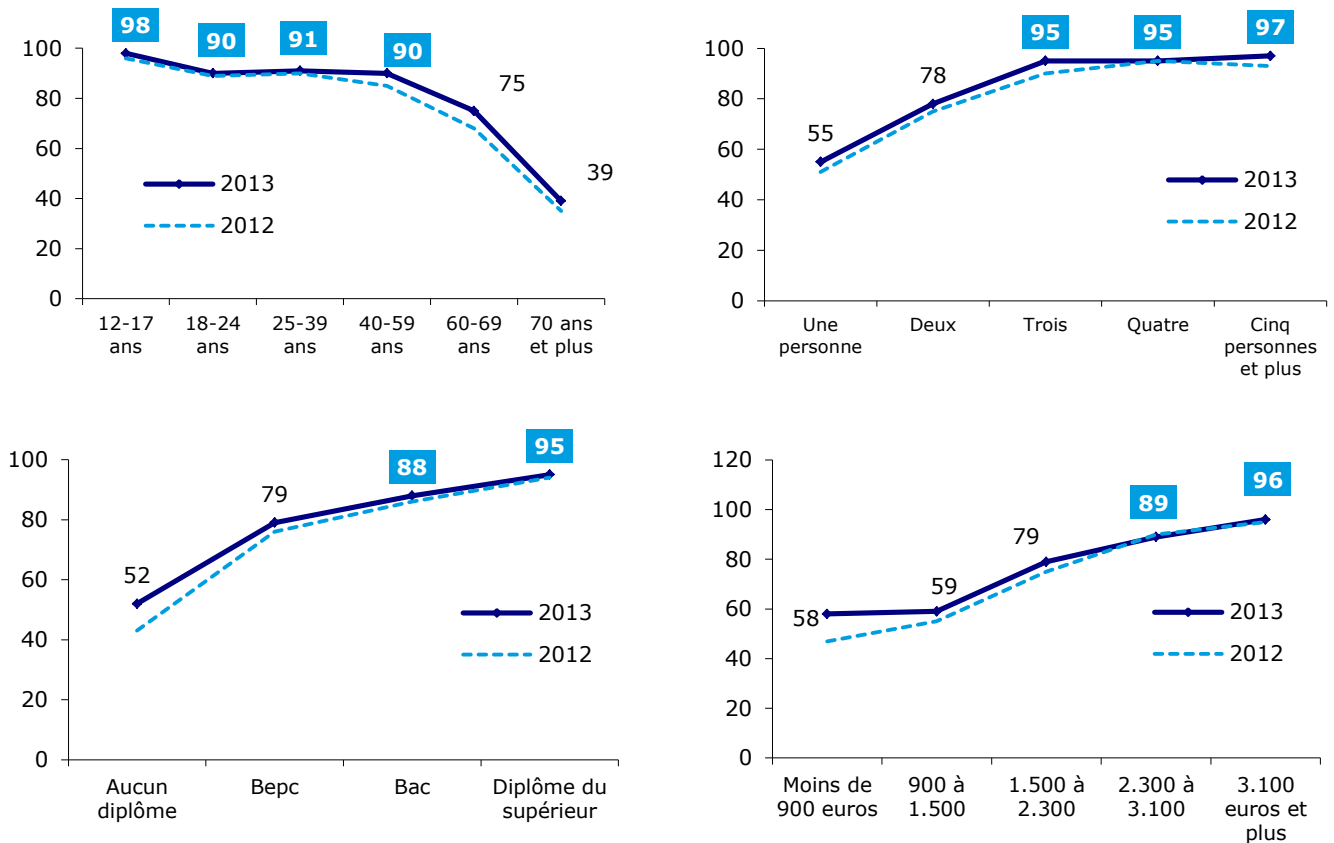 98
90
91
90
75
39
100
80
60
40
20
0
2013
2012
12-17 ans
18-24 ans
25-39 ans
40-59 ans
60-69 ans
70 ans et plus
95
95
97
78
55
100
80
60
40
20
0
2013
2012
Une personne
Deux
Trois
Quatre
Cinq personnes et plus
95
88
79
52
100
80
60
40
20
0
2013
2012
Aucun diplôme
Bepc
Bac
Diplôme du supérieur
96
89
79
59
58
120
100
80
60
40
20
0
2013
2012
Moins de 900 euros
900 à 1.500
1.500 à 2.300
2.300 à 3.100
3.100 euros et plus